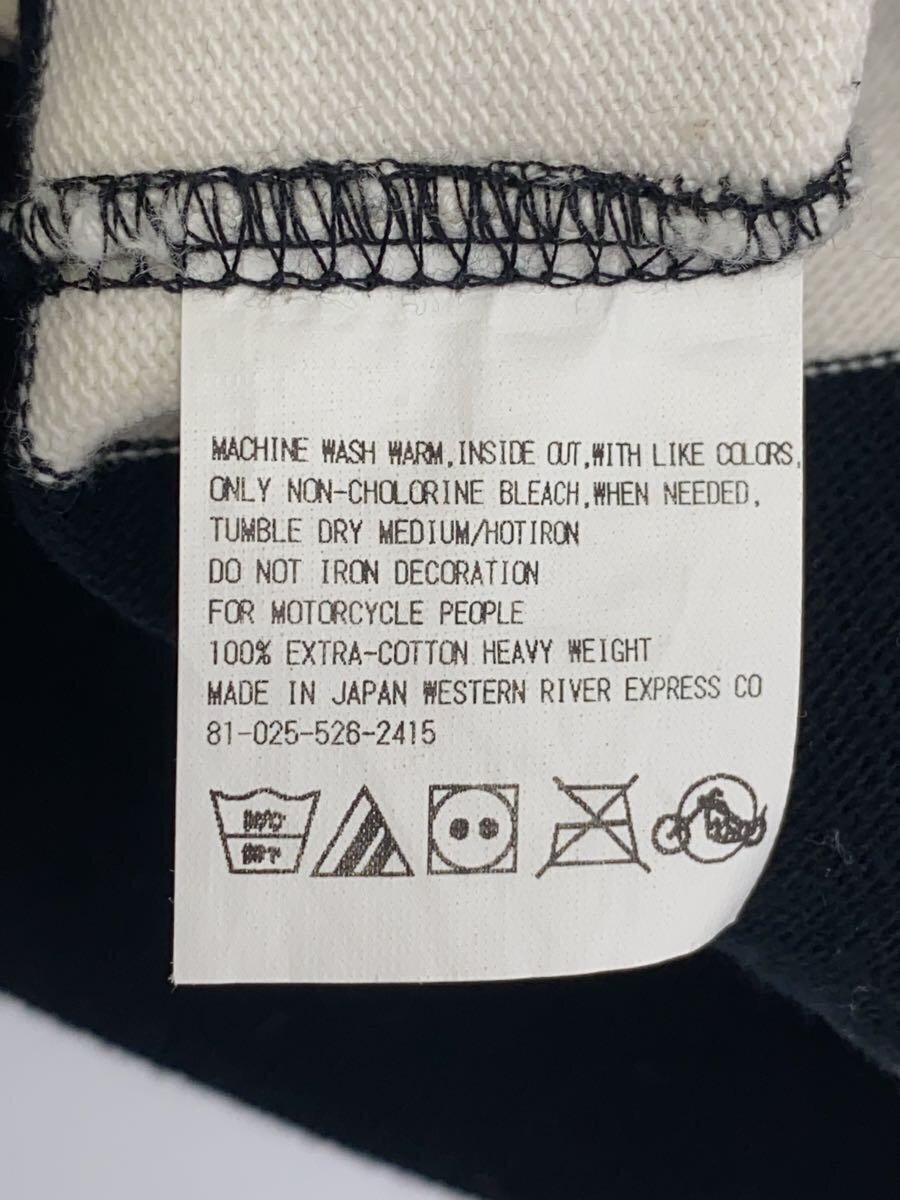 MACHINE WASH WARM,INSIDE OUT,WITH LIKE COLORS,
ONLY NON-CHOLORINE BLEACH,WHEN NEEDED,
TUMBLE DRY MEDIUM/HOTIRON
DO NOT IRON DECORATION
FOR MOTORCYCLE PEOPLE
100% EXTRA-COTTON HEAVY WEIGHT
MADE IN JAPAN WESTERN RIVER EXPRESS CO
81-025-526-2415